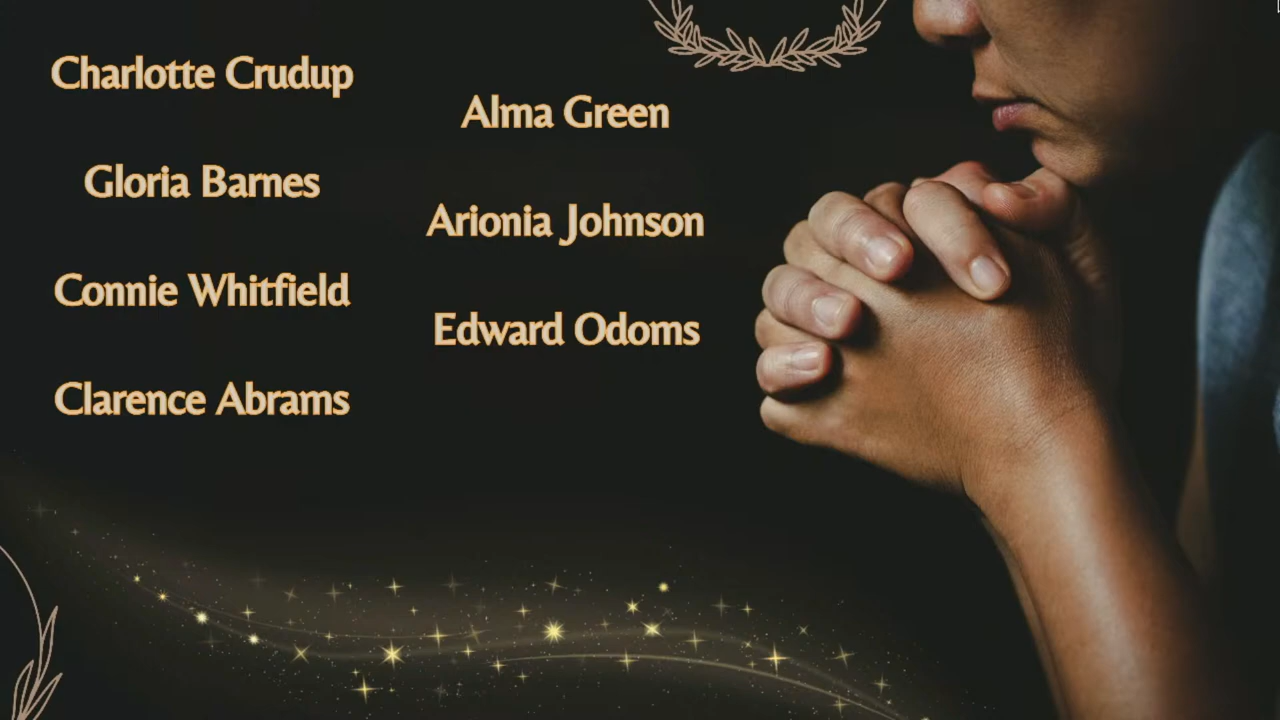 Charlotte Crudup
Gloria Barnes
Connie Whitfield
Clarence Abrams
Alma Green
Arionia Johnson
Edward Odoms